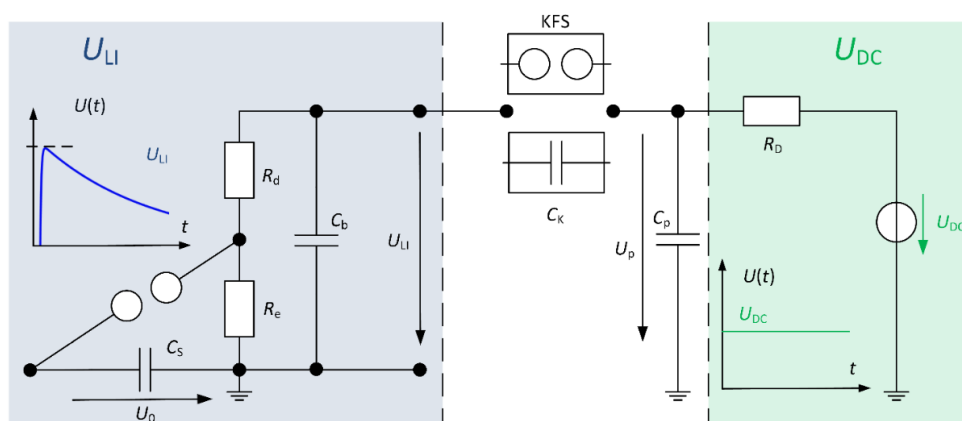 U_LI
KFS
U_DC
U(t)
U_LI
t
R_d
C_b
U_LI
R_e
C_S
U_0
C_K
U_p
C_p
R_D
U_DC
U(t)
U_DC
t